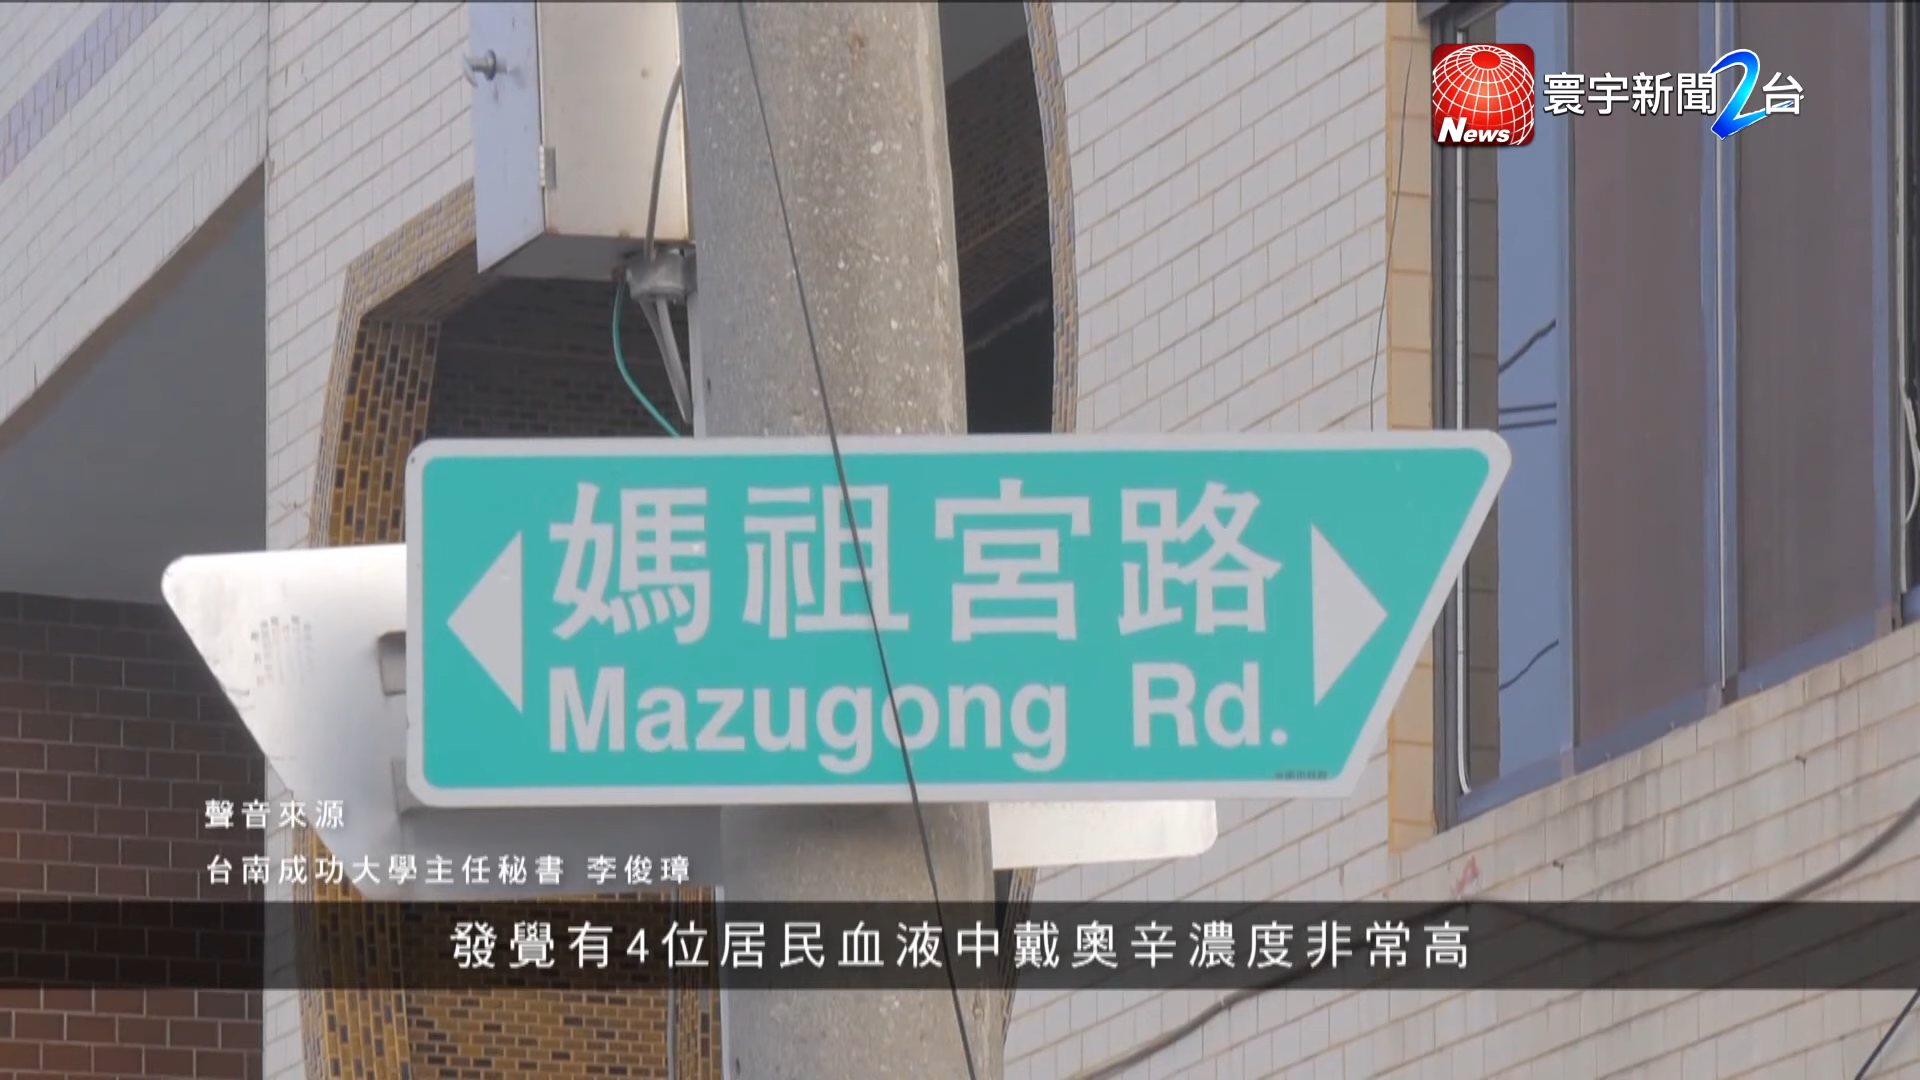 News 寰宇新聞2台
媽祖宮路
Mazugong Rd.
聲音來源
台南成功大學主任秘書 李俊璋
發覺有4位居民血液中戴奧辛濃度非常高